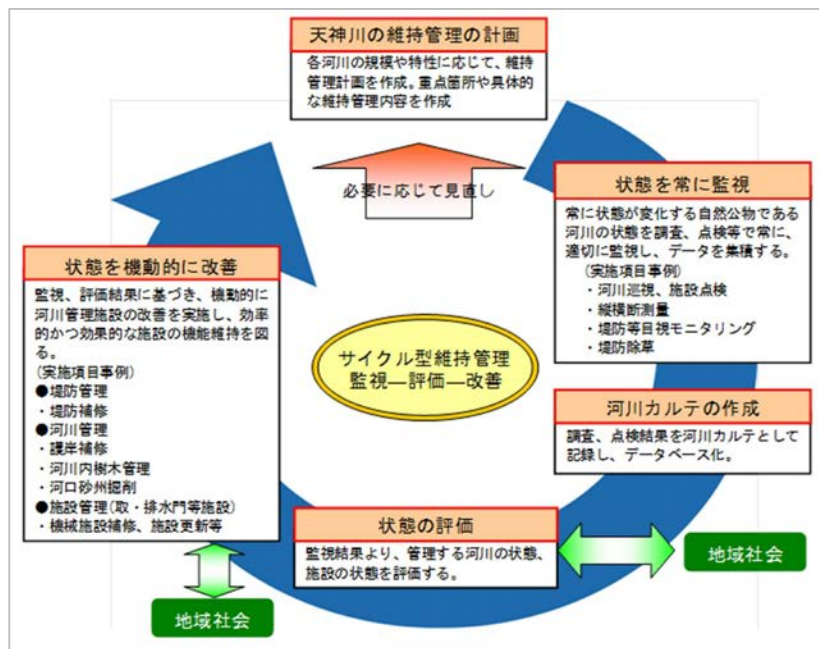 天神川の維持管理の計画
各河川の規模や特性に応じて、維持
管理計画を作成。重点箇所や具体的
な維持管理内容を作成
必要に応じて見直し
状態を常に監視
常に状態が変化する自然公物である
河川の状態を調査、点検等で常に、
適切に監視し、データを集積する。
(実施項目事例)
・河川巡視、施設点検
・縦横断測量
・堤防等目視モニタリング
・堤防除草
河川カルテの作成
調査、点検結果を河川カルテとして
記録し、データベース化。
状態の評価
監視結果より、管理する河川の状態、
施設の状態を評価する。
地域社会
状態を機動的に改善
監視、評価結果に基づき、機動的に
河川管理施設の改善を実施し、効率
的かつ効果的な施設の機能維持を図
る。
(実施項目事例)
●堤防管理
・堤防補修
●河川管理
・護岸補修
・河川内樹木管理
・河口砂州掘削
●施設管理(取・排水門等施設)
・機械施設補修、施設更新等
地域社会
サイクル型維持管理
監視―評価―改善